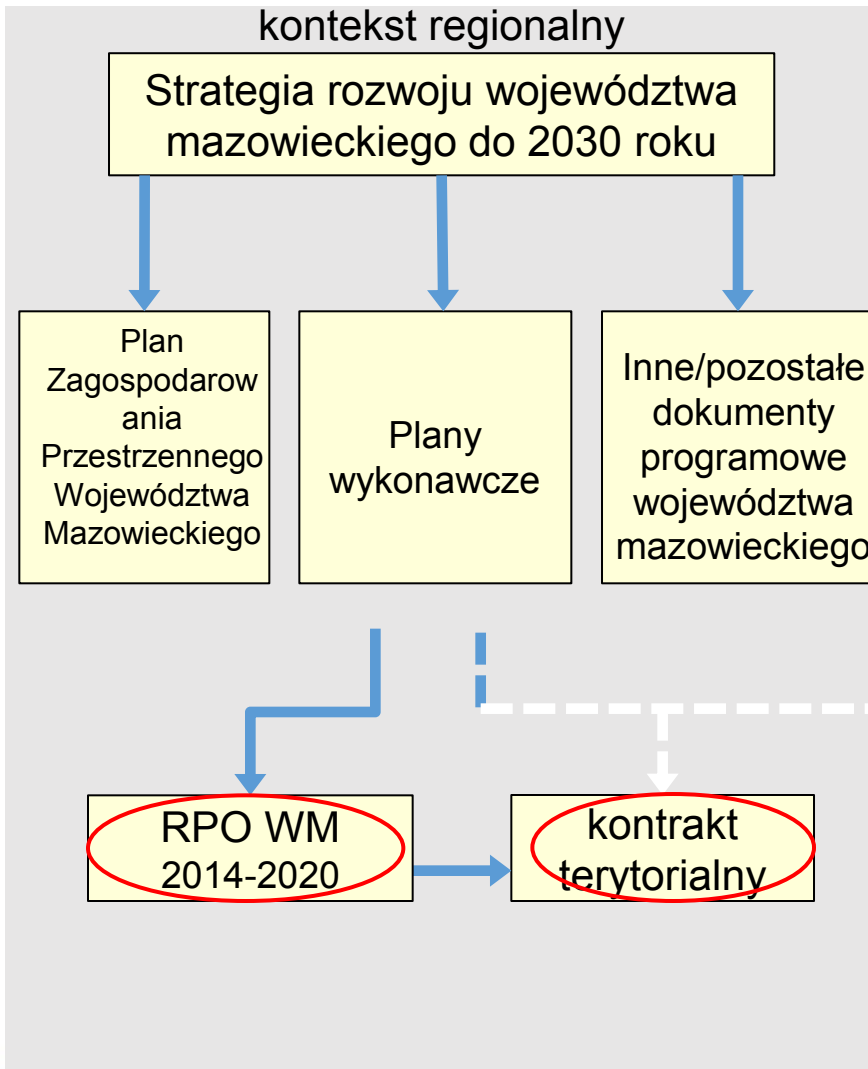 kontekst regionalny
Strategia rozwoju województwa
mazowieckiego do 2030 roku
Plan
Zagospodarow
ania
Przestrzennego
Województwa
Mazowieckiego
Plany
wykonawcze
Inne/pozostałe
dokumenty
programowe
województwa
mazowieckiego
RPO WM
2014-2020
kontrakt
terytorialny